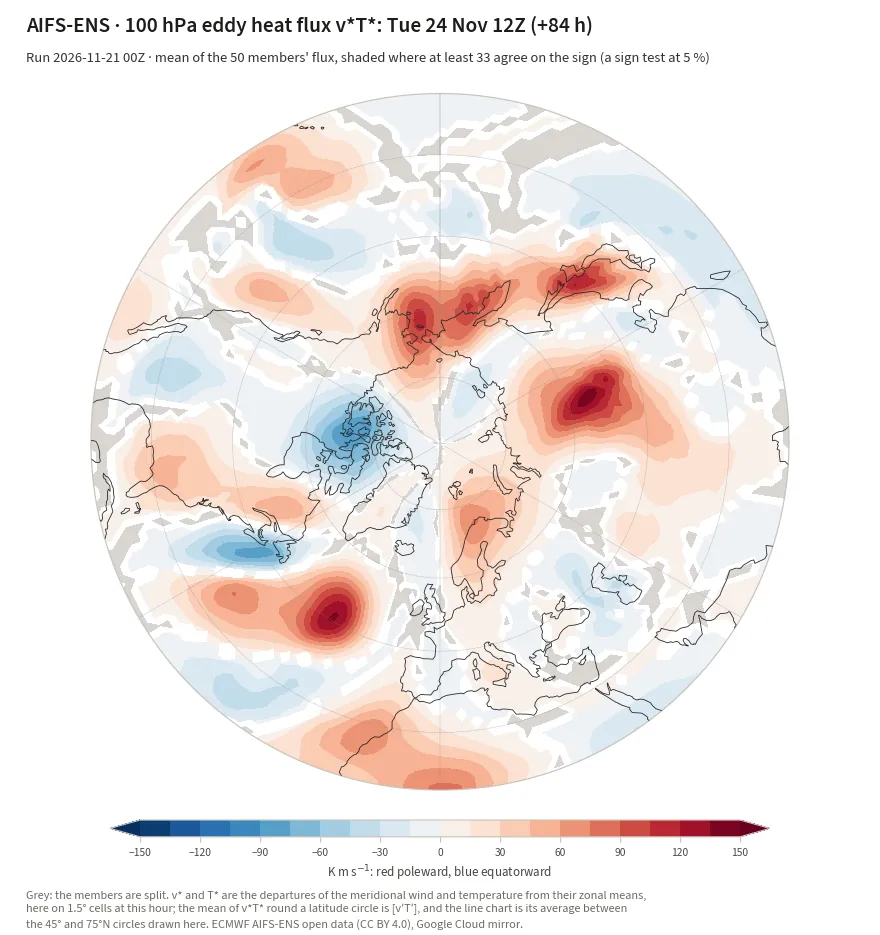 AIFS-ENS · 100 hPa eddy heat flux v*T*: Tue 24 Nov 12Z (+84 h)
Run 2026-11-21 00Z · mean of the 50 members' flux, shaded where at least 33 agree on the sign (a sign test at 5 %)
−150 −120 −90 −60 −30 0 30 60 90 120 150
K m s⁻¹: red poleward, blue equatorward
Grey: the members are split. v* and T* are the departures of the meridional wind and temperature from their zonal means,
here on 1.5° cells at this hour; the mean of v*T* round a latitude circle is [v′T′], and the line chart is its average between
the 45° and 75°N circles drawn here. ECMWF AIFS-ENS open data (CC BY 4.0), Google Cloud mirror.